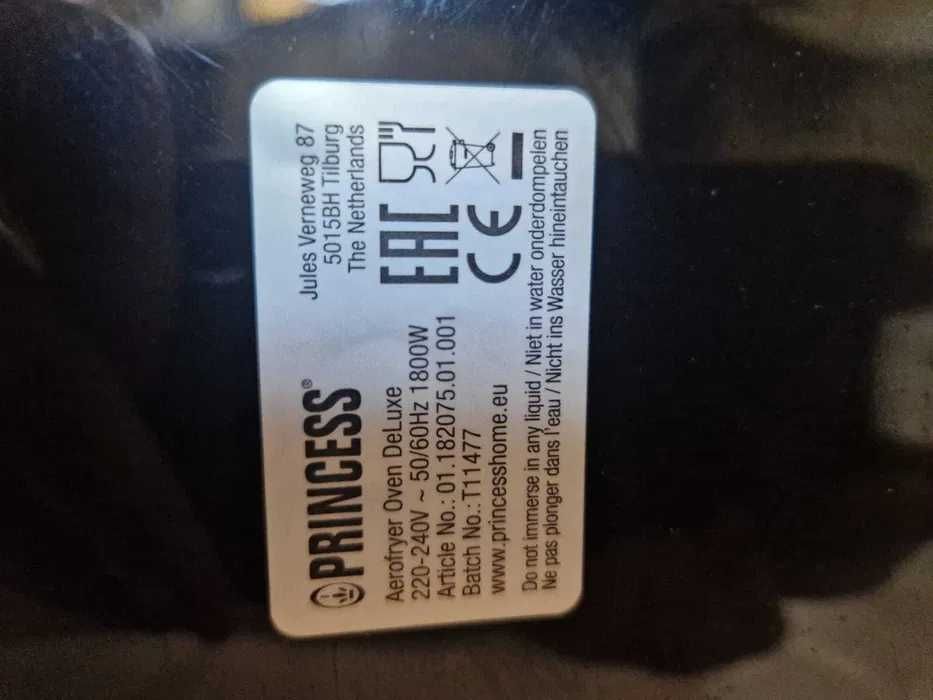 PRINCESS®
Jules Verneweg 87
5015BH Tilburg
The Netherlands
Aerofryer Oven DeLuxe
220-240V ~ 50/60Hz 1800W
Article No.: 01.182075.01.001
Batch No.: T11477
www.princesshome.eu
EAC
CE
Do not immerse in any liquid / Niet in water onderdompelen
Ne pas plonger dans l'eau / Nicht ins Wasser hineintauchen